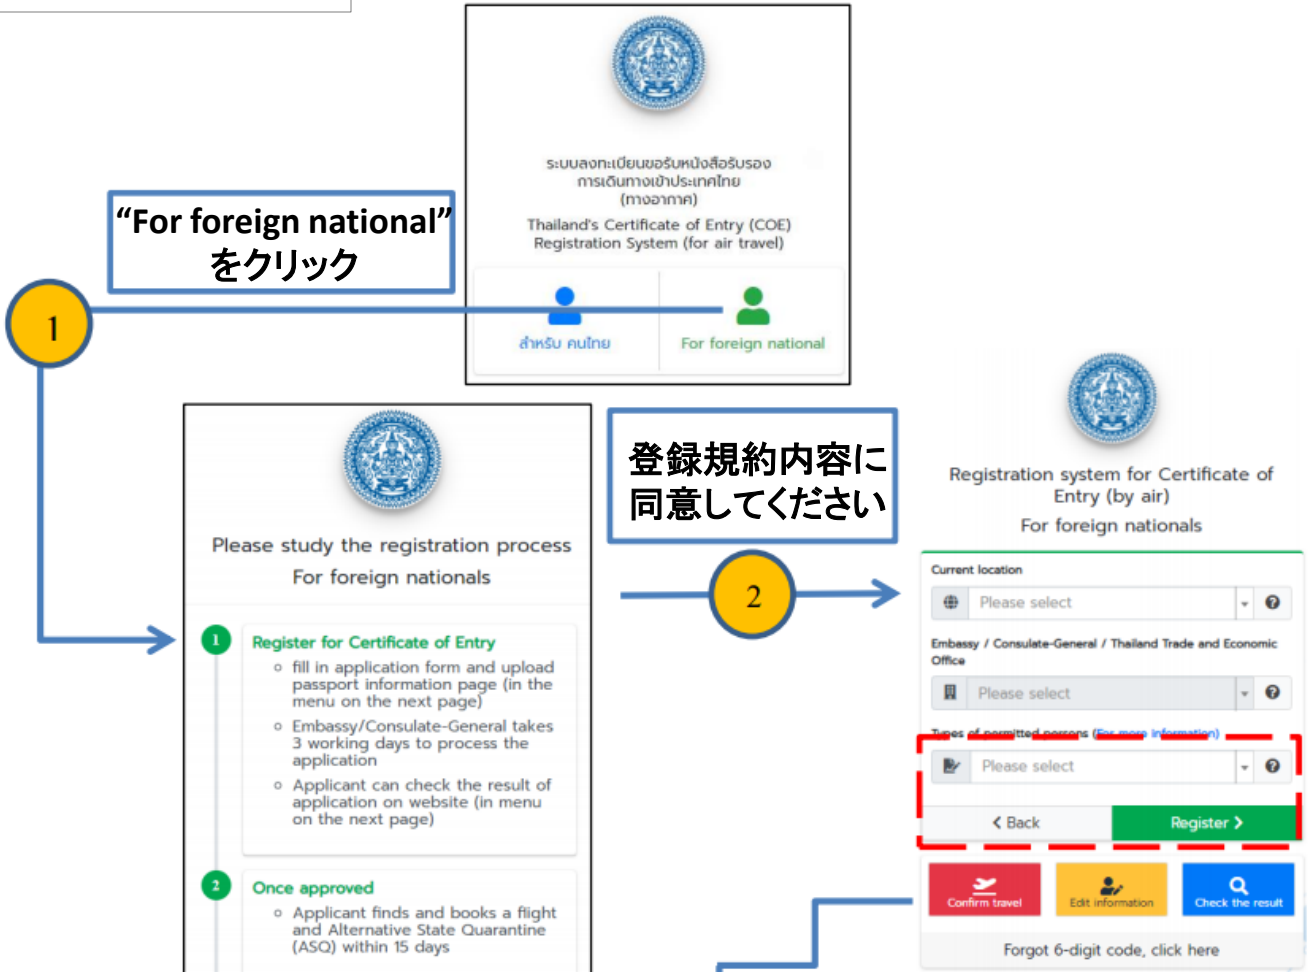 ระบบลงทะเบียนขอรับหนังสือรับรอง
การเดินทางเข้าประเทศไทย
(ทางอากาศ)
Thailand's Certificate of Entry (COE)
Registration System (for air travel)
สำหรับ คนไทย
For foreign national
“For foreign national”
をクリック
1
Please study the registration process
For foreign nationals
1
Register for Certificate of Entry
fill in application form and upload
passport information page (in the
menu on the next page)
Embassy/Consulate-General takes
3 working days to process the
application
Applicant can check the result of
application on website (in menu
on the next page)
2
Once approved
Applicant finds and books a flight
and Alternative State Quarantine
(ASQ) within 15 days
登録規約内容に
同意してください
2
Registration system for Certificate of
Entry (by air)
For foreign nationals
Current location
Please select
Embassy / Consulate-General / Thailand Trade and Economic
Office
Please select
Types of permitted persons (For more information)
Please select
Back
Register
Confirm travel
Edit information
Check the result
Forgot 6-digit code, click here